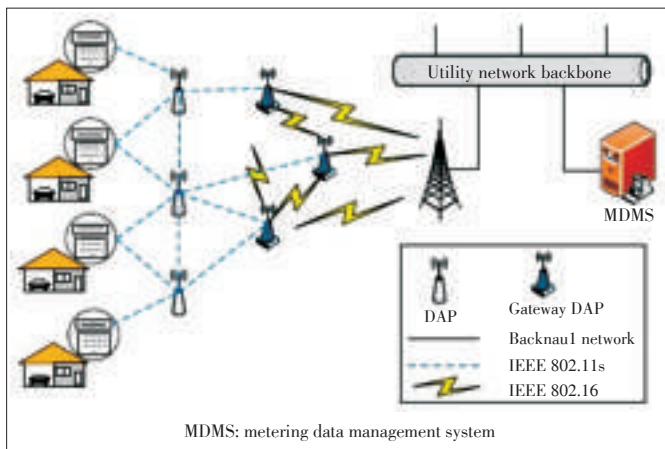 Utility network backbone
MDMS
DAP
Gateway DAP
Backnau1 network
IEEE 802.11s
IEEE 802.16
MDMS: metering data management system